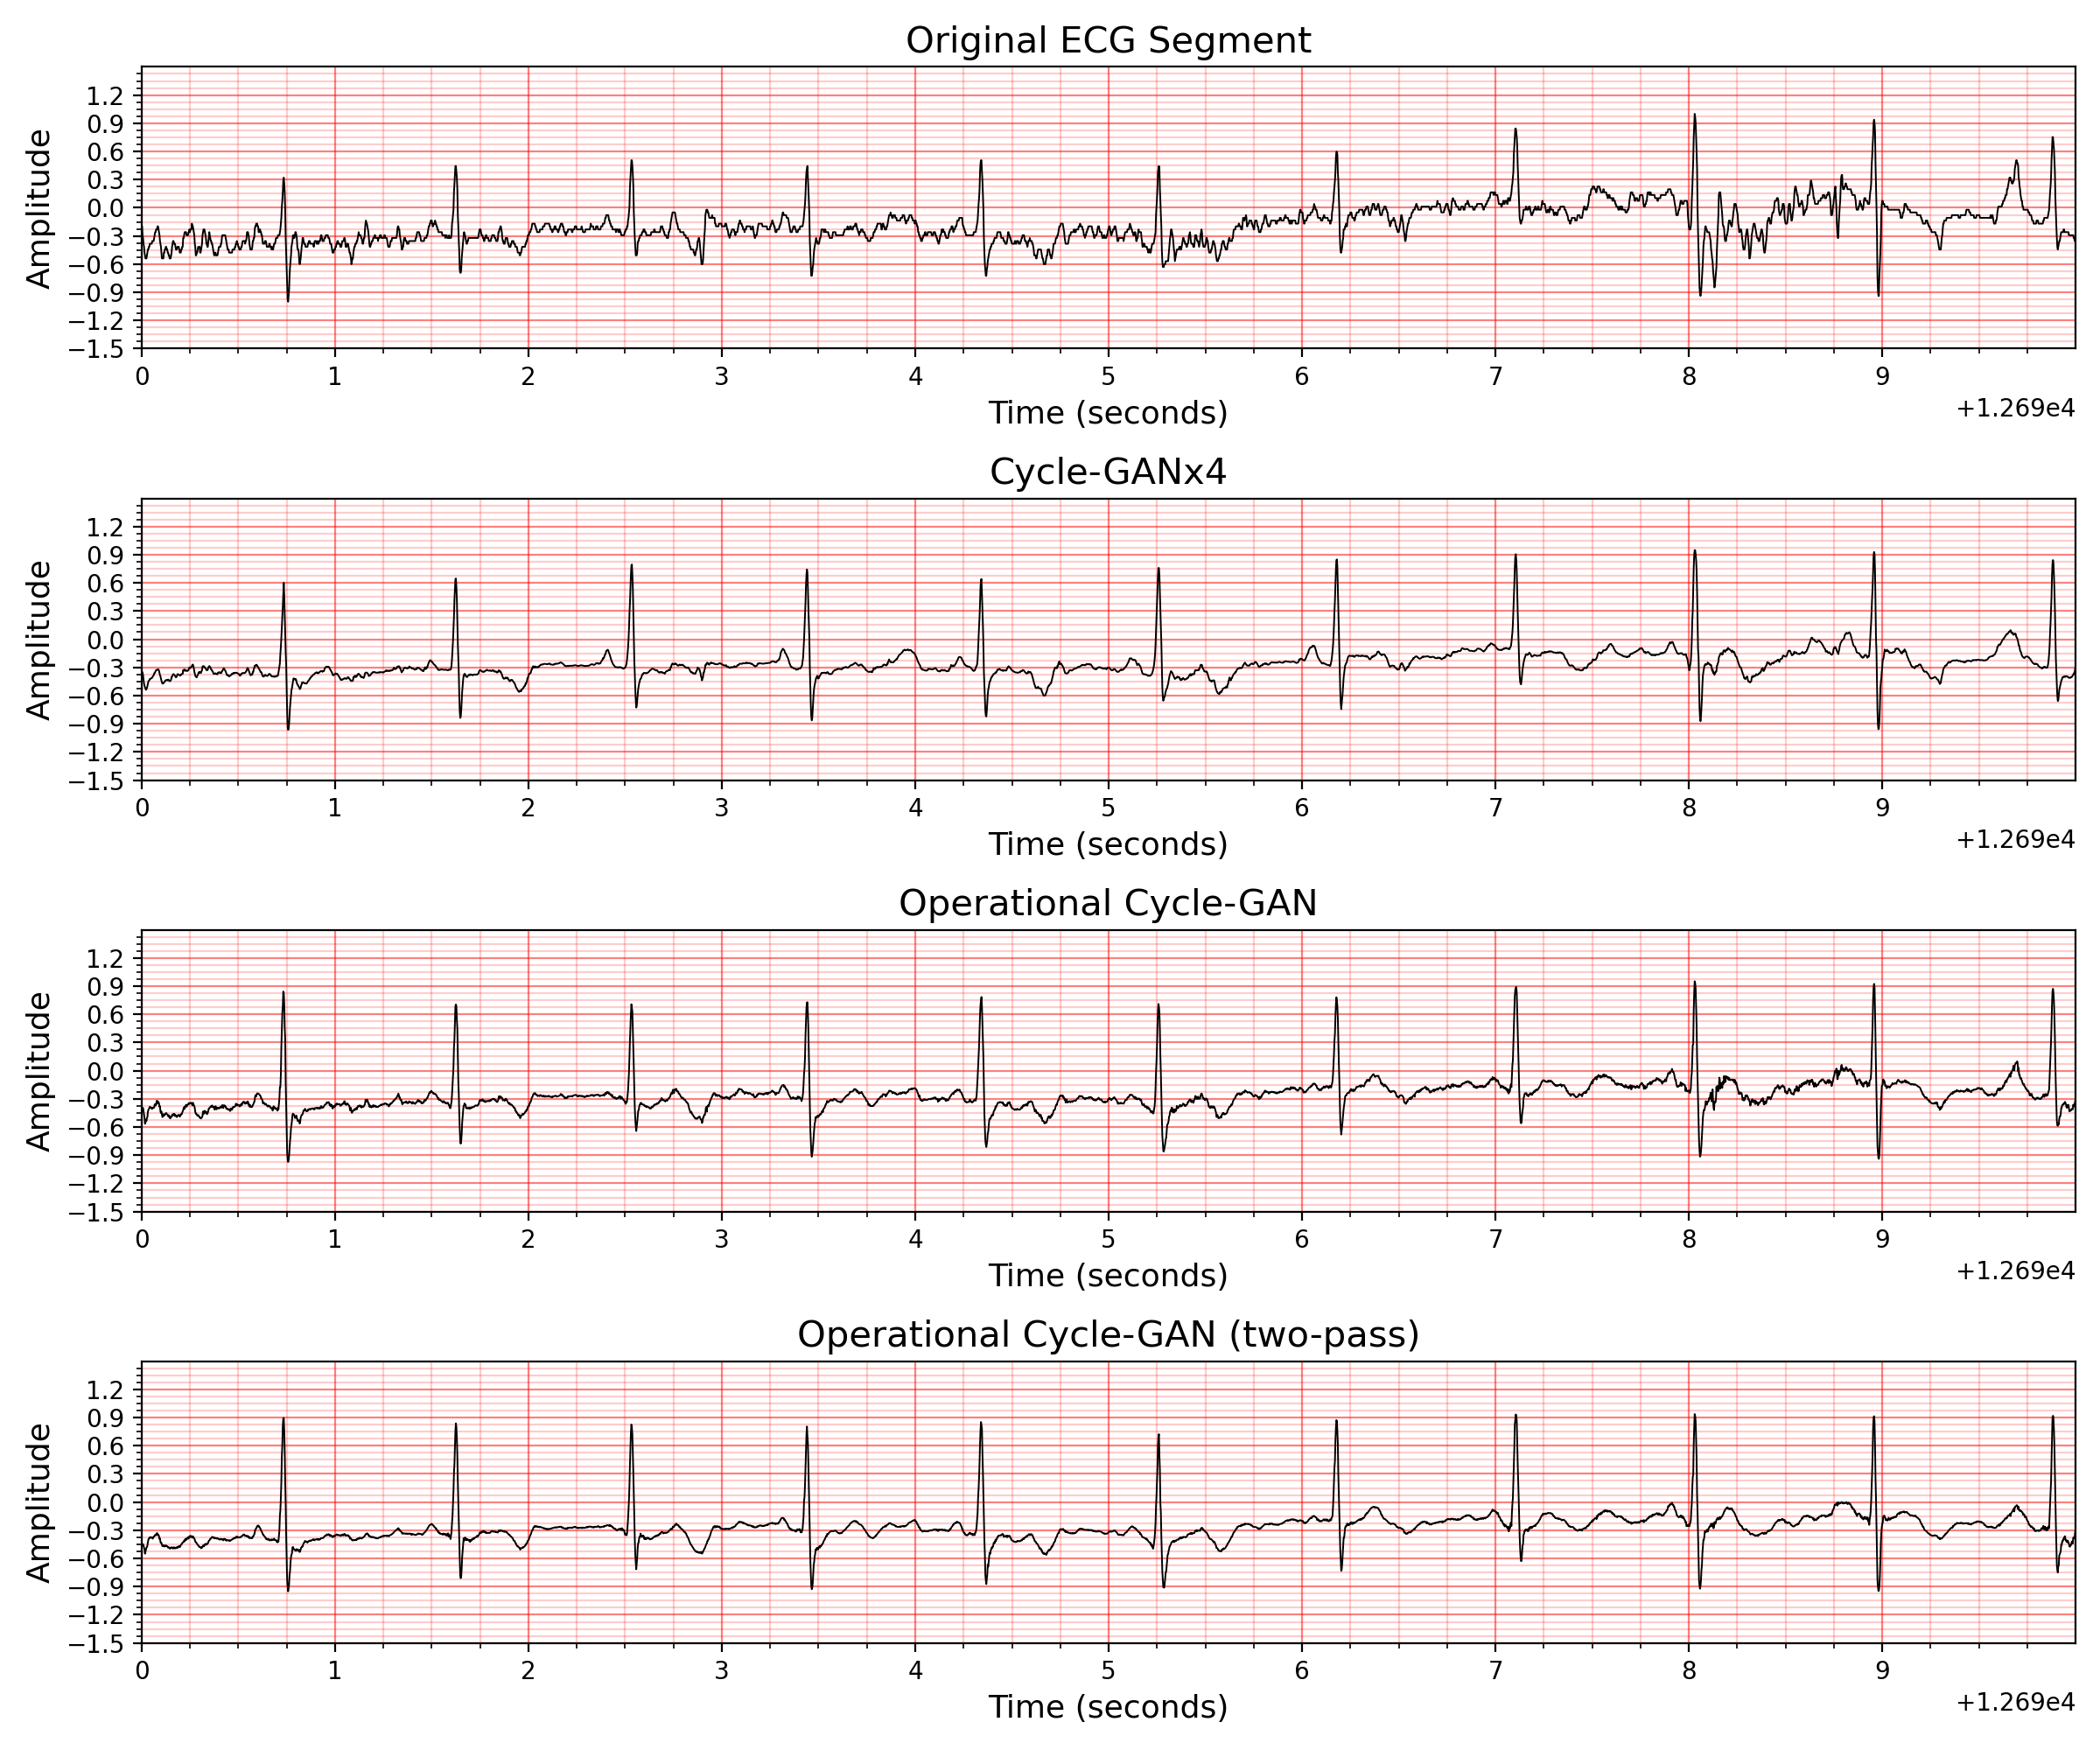 Original ECG Segment
Amplitude
1.2
0.9
0.6
0.3
0.0
−0.3
−0.6
−0.9
−1.2
−1.5
0 1 2 3 4 5 6 7 8 9
Time (seconds)
+1.269e4
Cycle-GANx4
Amplitude
1.2
0.9
0.6
0.3
0.0
−0.3
−0.6
−0.9
−1.2
−1.5
0 1 2 3 4 5 6 7 8 9
Time (seconds)
+1.269e4
Operational Cycle-GAN
Amplitude
1.2
0.9
0.6
0.3
0.0
−0.3
−0.6
−0.9
−1.2
−1.5
0 1 2 3 4 5 6 7 8 9
Time (seconds)
+1.269e4
Operational Cycle-GAN (two-pass)
Amplitude
1.2
0.9
0.6
0.3
0.0
−0.3
−0.6
−0.9
−1.2
−1.5
0 1 2 3 4 5 6 7 8 9
Time (seconds)
+1.269e4